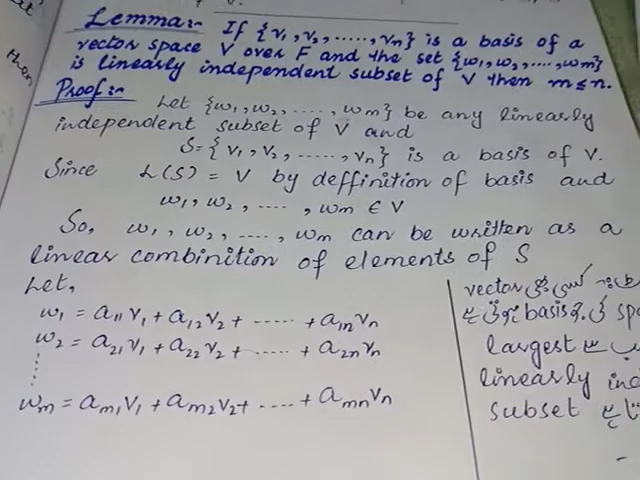 Lemma:- If {v₁, v₂, ....., vₙ} is a basis of a
vector space V over F and the set {w₁, w₂, ...., wₘ}
is linearly independent subset of V then m ≤ n.
Proof:-
Let {w₁, w₂, ...., wₘ} be any linearly
independent subset of V and
S = {v₁, v₂, ....., vₙ} is a basis of V.
Since L(S) = V by deffinition of basis and
w₁, w₂, ...., wₘ ∈ V
So, w₁, w₂, ...., wₘ can be written as a
linear combinition of elements of S
Let,
w₁ = a₁₁v₁ + a₁₂v₂ + ..... + a₁ₙvₙ
w₂ = a₂₁v₁ + a₂₂v₂ + ..... + a₂ₙvₙ
⋮
wₘ = aₘ₁v₁ + aₘ₂v₂ + .... + aₘₙvₙ
then
vector
basis
largest
linearly
subset